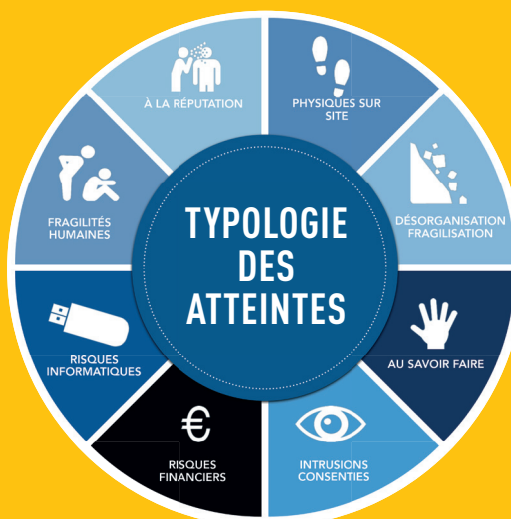 TYPOLOGIE
DES
ATTEINTES
À LA RÉPUTATION
PHYSIQUES SUR
SITE
DÉSORGANISATION
FRAGILISATION
AU SAVOIR FAIRE
INTRUSIONS
CONSENTIES
€
RISQUES
FINANCIERS
RISQUES
INFORMATIQUES
FRAGILITÉS
HUMAINES